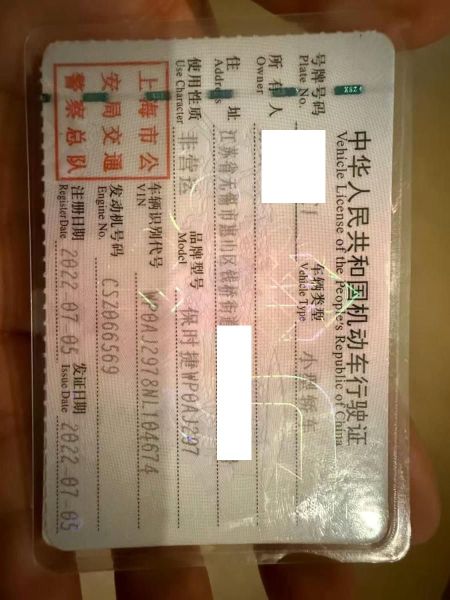 中华人民共和国机动车行驶证
Vehicle License of the People's Republic of China
号牌号码
Plate No.
车辆类型 小型轿车
Vehicle Type
所有人
Owner
住址 江苏省无锡市惠山区钱桥街道
Address
使用性质 非营运 品牌型号 保时捷WP0AJ297
Use Character Model
上海市公
安局交通
警察总队
车辆识别代号 WP0AJ2978NL104674
VIN
发动机号码 CSZ066569
Engine No.
注册日期 2022-07-05 发证日期 2022-07-05
Register Date Issue Date